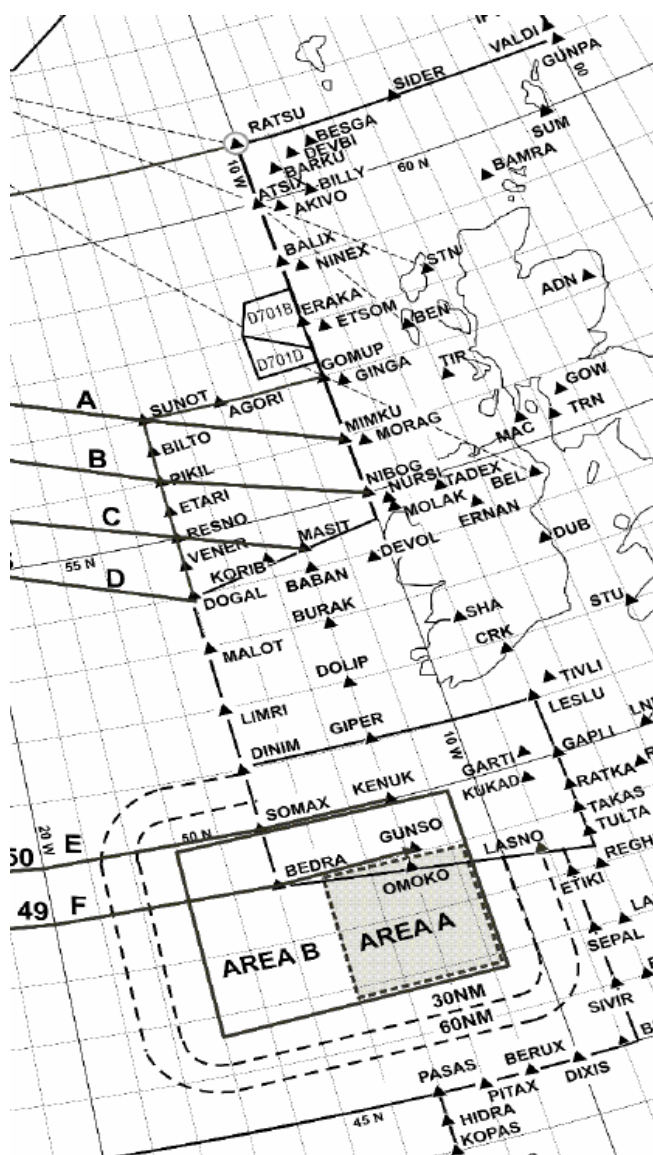 VALDI
GUNPA
SIDER
00
RATSU
BESGA
DEVBI
SUM
BARKU
60 N
BAMRA
10 W
ATSIX
BILLY
AKIVO
BALIX
NINEX
STN
ADN
D701B
ERAKA
ETSOM
BEN
D701D
GOMUP
GINGA
TIR
GOW
A
SUNOT
AGORI
TRN
MAC
MIMKU
MORAG
BILTO
B
PIKIL
NIBOG
NURSI
TADEX
BEL
ETARI
MOLAK
ERNAN
C
RESNO
MASIT
DUB
VENER
55 N
KORIB
DEVOL
D
BABAN
DOGAL
STU
BURAK
SHA
CRK
MALOT
DOLIP
TIVLI
LESLU
LIMRI
GIPER
DINIM
10 W
GARTI
GAPLI
KENUK
KUKAD
RATKA
SOMAX
TAKAS
20 W
E
50 N
GUNSO
LASNO
TULTA
50
BEDRA
OMOKO
REGH
ETIKI
49 F
AREA A
AREA B
SEPAL
30NM
60NM
SIVIR
PASAS
BERUX
PITAX
DIXIS
45 N
HIDRA
KOPAS